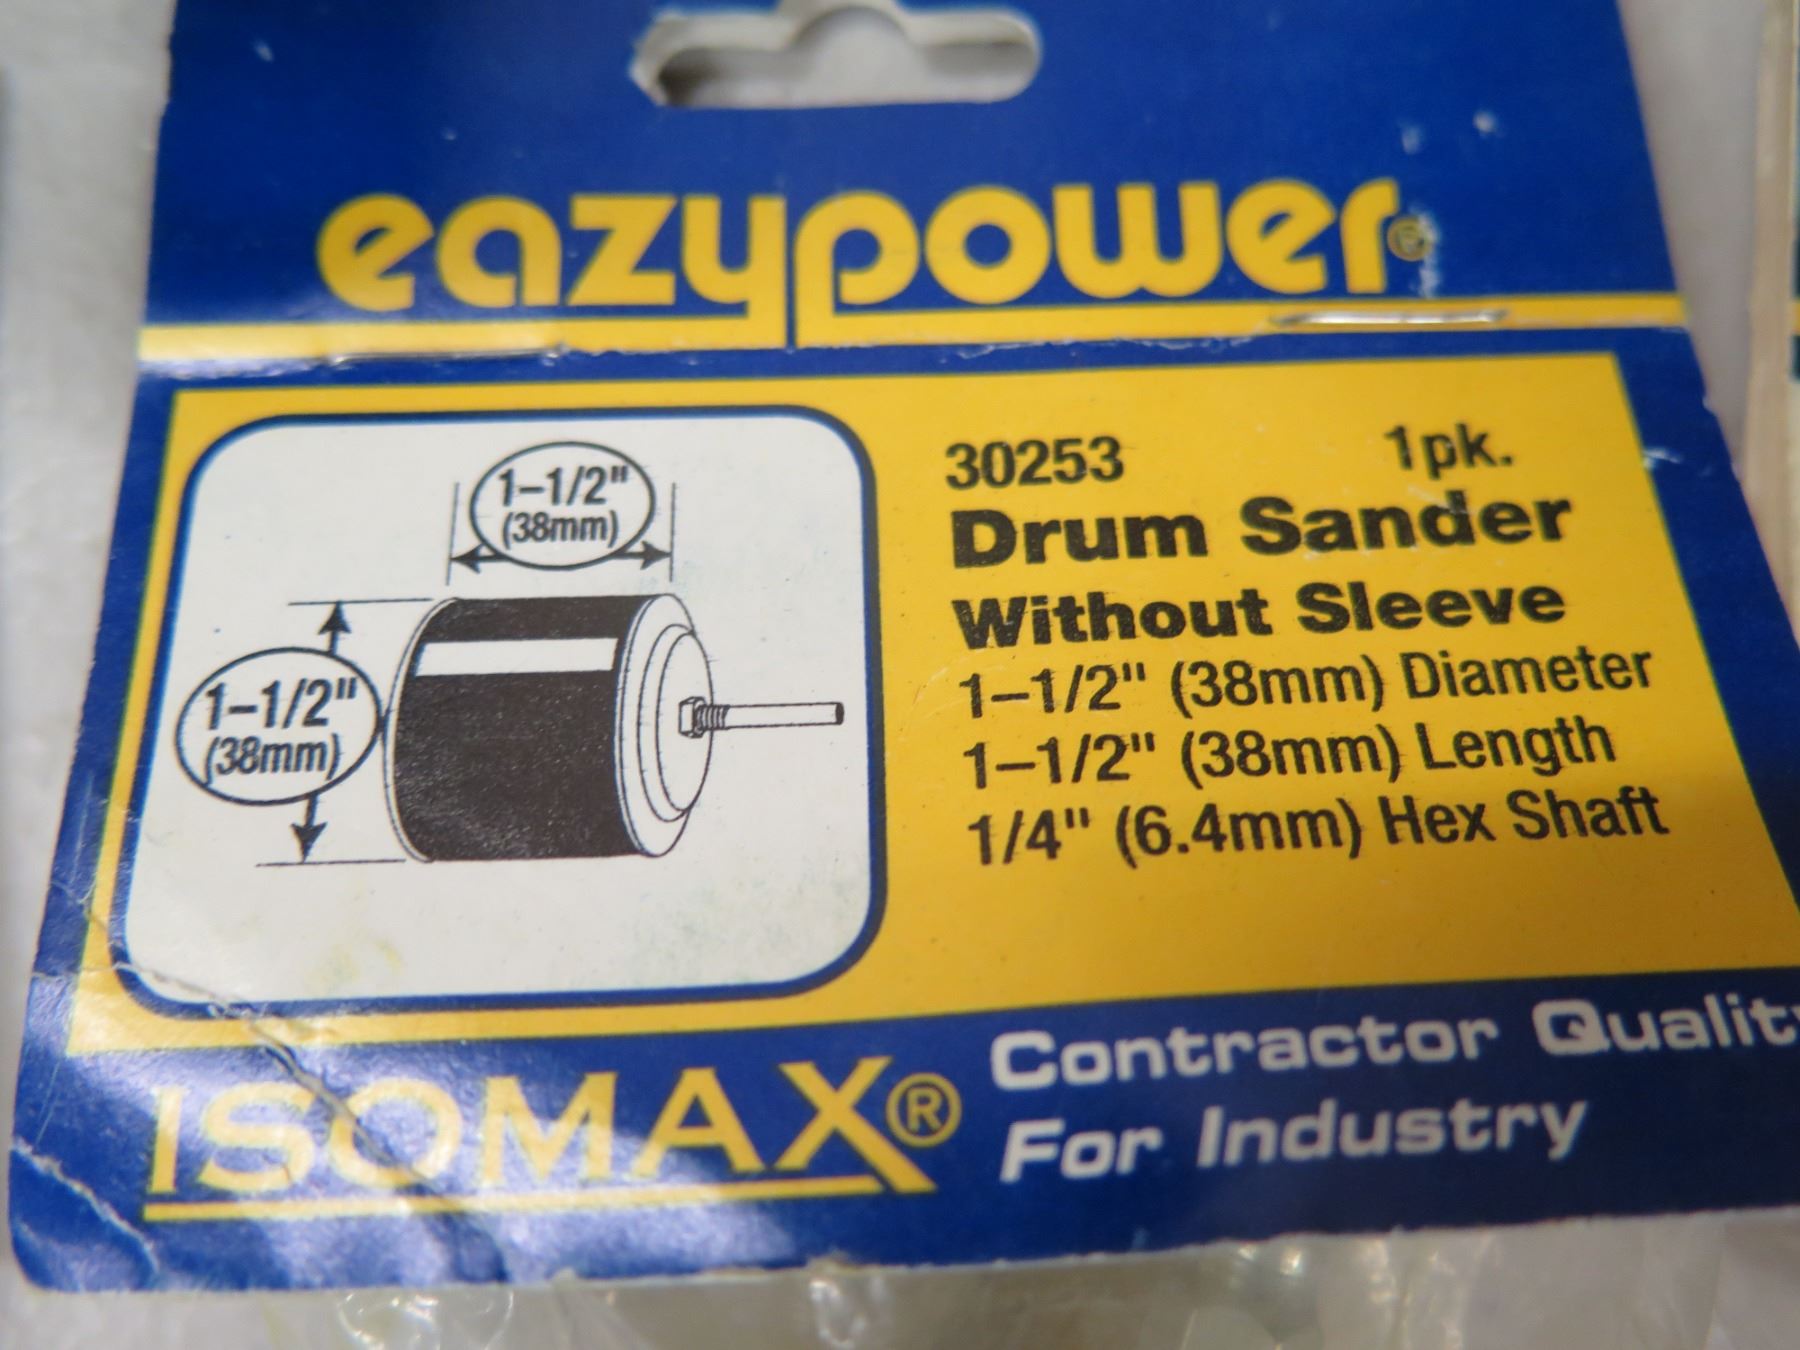 eazypower®
1-1/2"
(38mm)
1-1/2"
(38mm)
30253 1pk.
Drum Sander
Without Sleeve
1-1/2" (38mm) Diameter
1-1/2" (38mm) Length
1/4" (6.4mm) Hex Shaft
ISOMAX®
Contractor Quality
For Industry